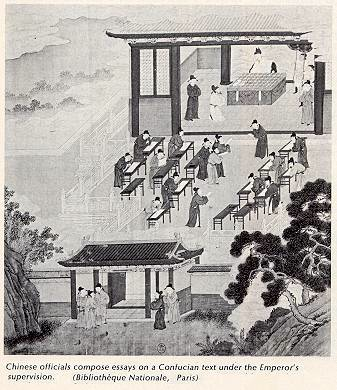 Chinese officials compose essays on a Confucian text under the Emperor's
supervision. (Bibliothèque Nationale, Paris)